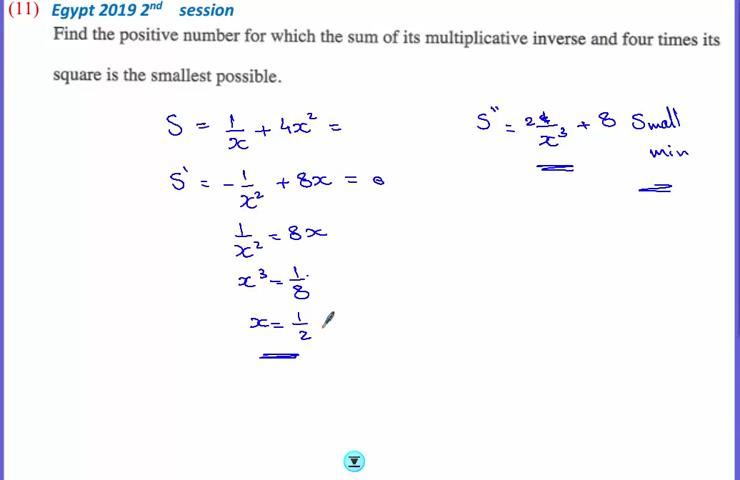 (11) Egypt 2019 2nd session
Find the positive number for which the sum of its multiplicative inverse and four times its
square is the smallest possible.
S = 1/x + 4x² =
S' = -1/x² + 8x = 0
1/x² = 8x
x³ = 1/8
x = 1/2
S'' = 2/x³ + 8 Small
min